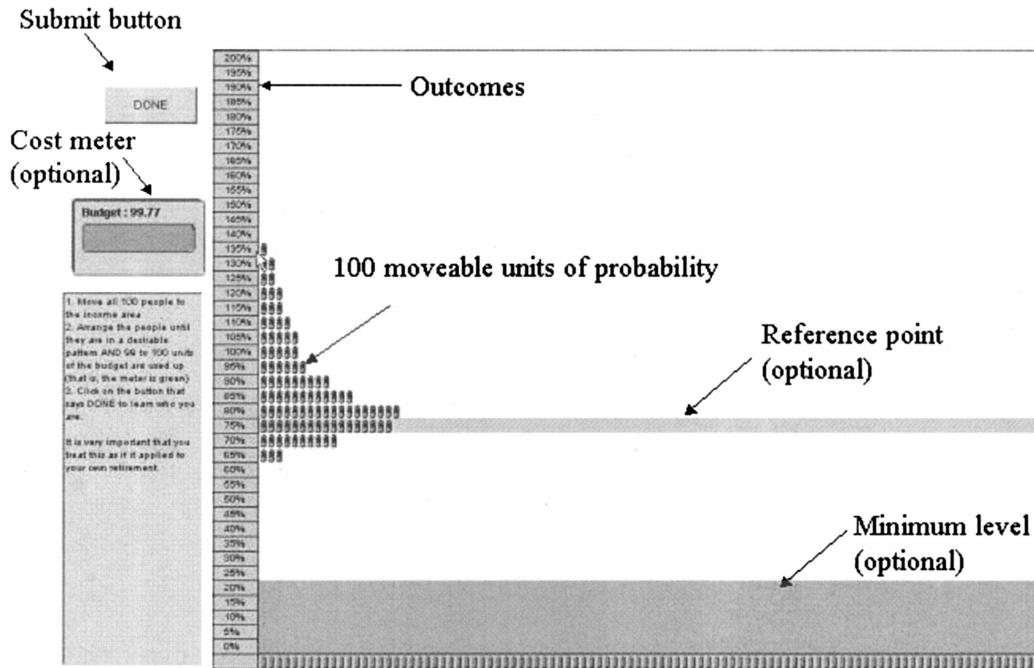 Submit button
DONE
Cost meter
(optional)
Budget : 99.77
1. Move all 100 people to
the income area
2. Arrange the people until
they are in a desirable
pattern AND 99 to 100 units
of the budget are used up
(that is, the meter is green)
3. Click on the button that
says DONE to learn who you
are.
It is very important that you
treat this as if it applied to
your own retirement.
200%
195%
190%
185%
180%
175%
170%
165%
160%
155%
150%
145%
140%
135%
130%
125%
120%
115%
110%
105%
100%
95%
90%
85%
80%
75%
70%
65%
60%
55%
50%
45%
40%
35%
30%
25%
20%
15%
10%
5%
0%
Outcomes
100 moveable units of probability
Reference point
(optional)
Minimum level
(optional)